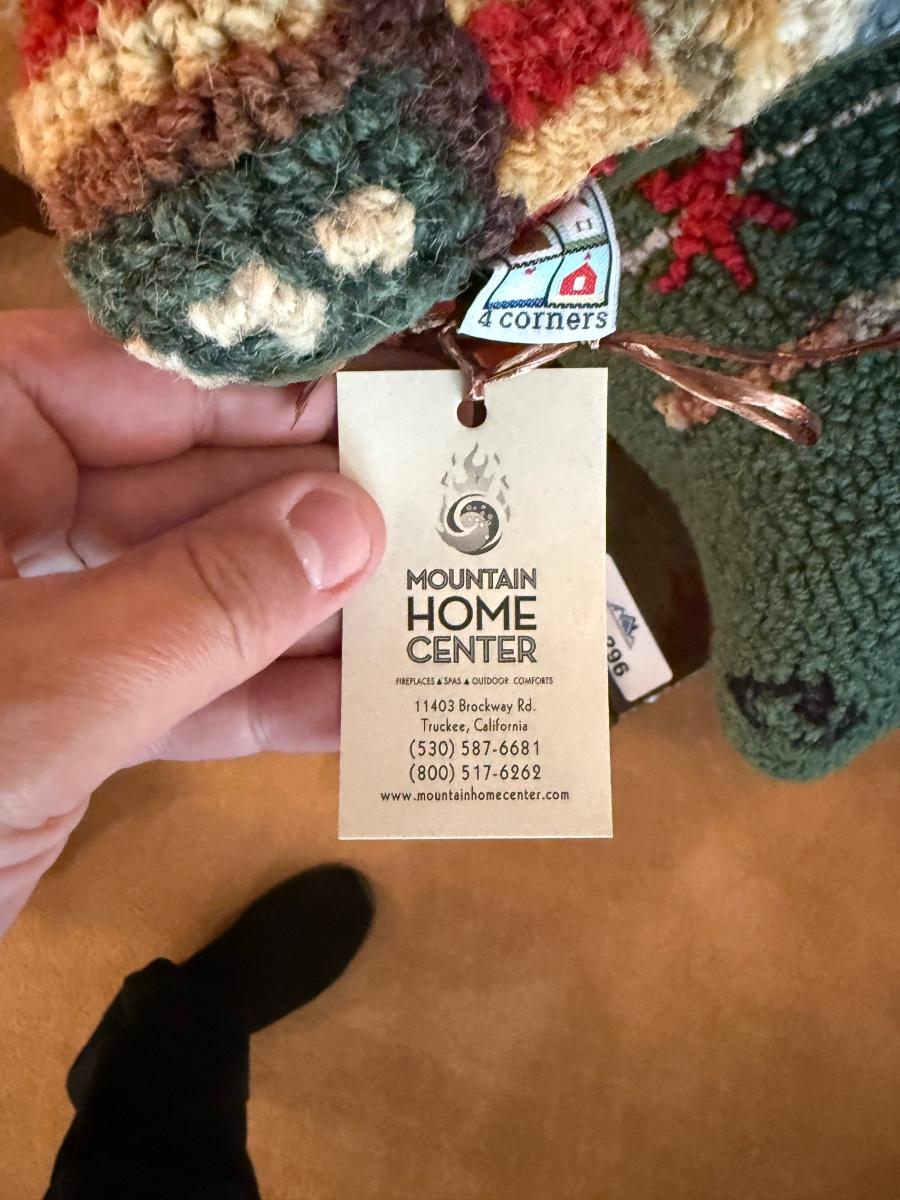 4 corners
MOUNTAIN
HOME
CENTER
FIREPLACES ▲ SPAS ▲ OUTDOOR COMFORTS
11403 Brockway Rd.
Truckee, California
(530) 587-6681
(800) 517-6262
www.mountainhomecenter.com
296